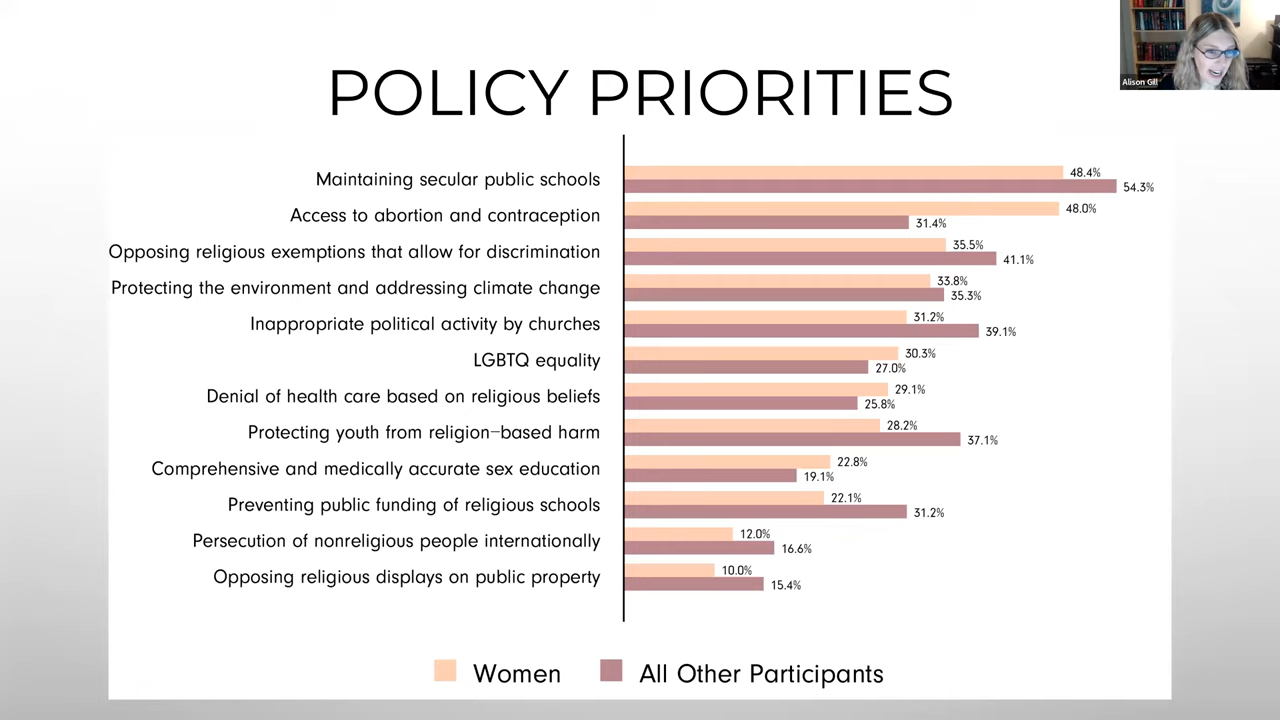 Alison Gill
POLICY PRIORITIES
Maintaining secular public schools
48.4%
54.3%
Access to abortion and contraception
48.0%
31.4%
Opposing religious exemptions that allow for discrimination
35.5%
41.1%
Protecting the environment and addressing climate change
33.8%
35.3%
Inappropriate political activity by churches
31.2%
39.1%
LGBTQ equality
30.3%
27.0%
Denial of health care based on religious beliefs
29.1%
25.8%
Protecting youth from religion-based harm
28.2%
37.1%
Comprehensive and medically accurate sex education
22.8%
19.1%
Preventing public funding of religious schools
22.1%
31.2%
Persecution of nonreligious people internationally
12.0%
16.6%
Opposing religious displays on public property
10.0%
15.4%
Women
All Other Participants